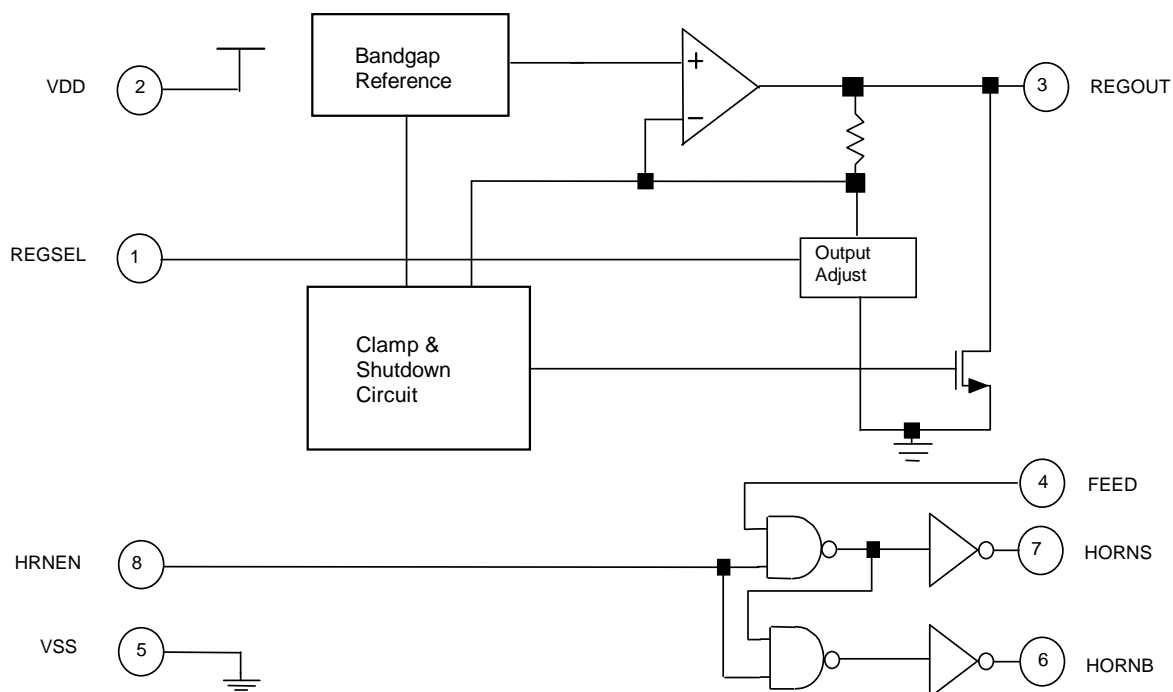 Bandgap
Reference
+
−
VDD
2
3
REGOUT
REGSEL
1
Output
Adjust
Clamp &
Shutdown
Circuit
4
FEED
HRNEN
8
7
HORNS
VSS
5
6
HORNB